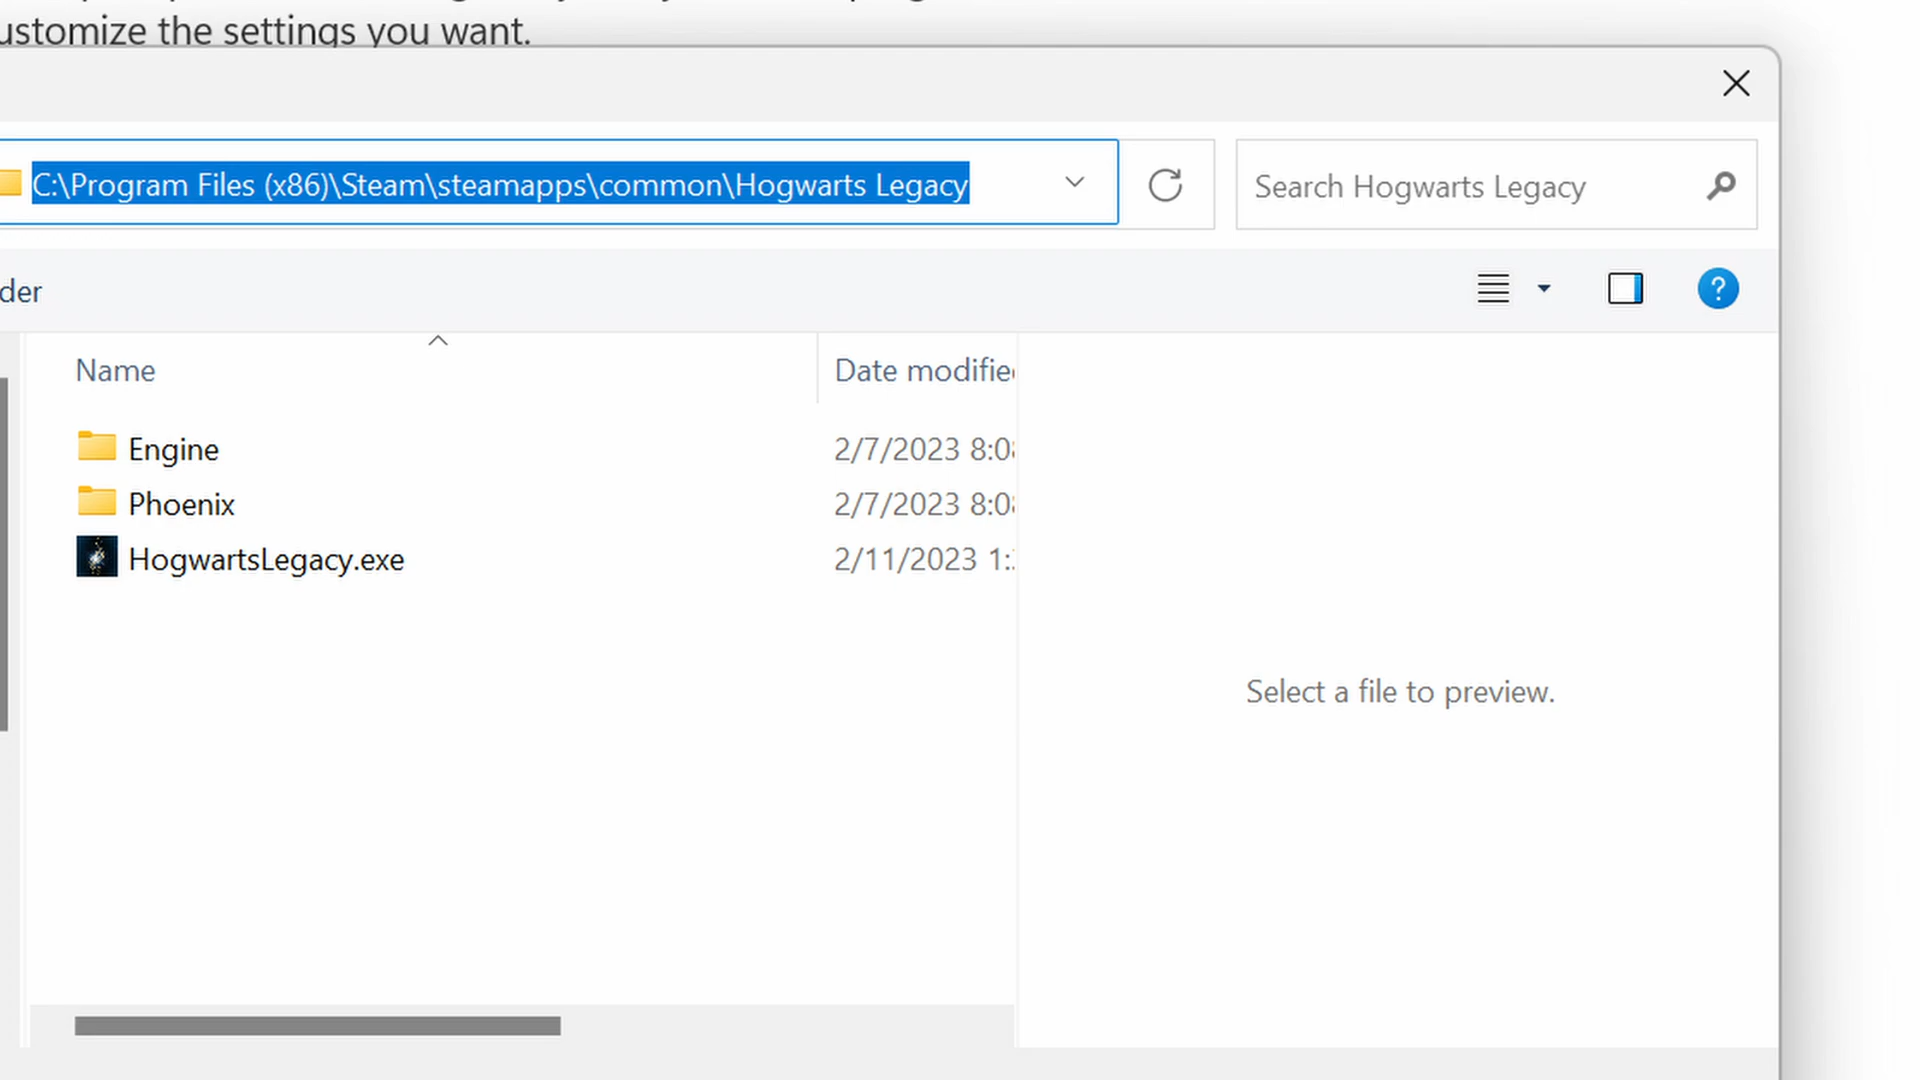 ustomize the settings you want.
C:\Program Files (x86)\Steam\steamapps\common\Hogwarts Legacy
Search Hogwarts Legacy
der
?
Name
Date modifie
Engine
2/7/2023 8:0
Phoenix
2/7/2023 8:0
HogwartsLegacy.exe
2/11/2023 1:
Select a file to preview.